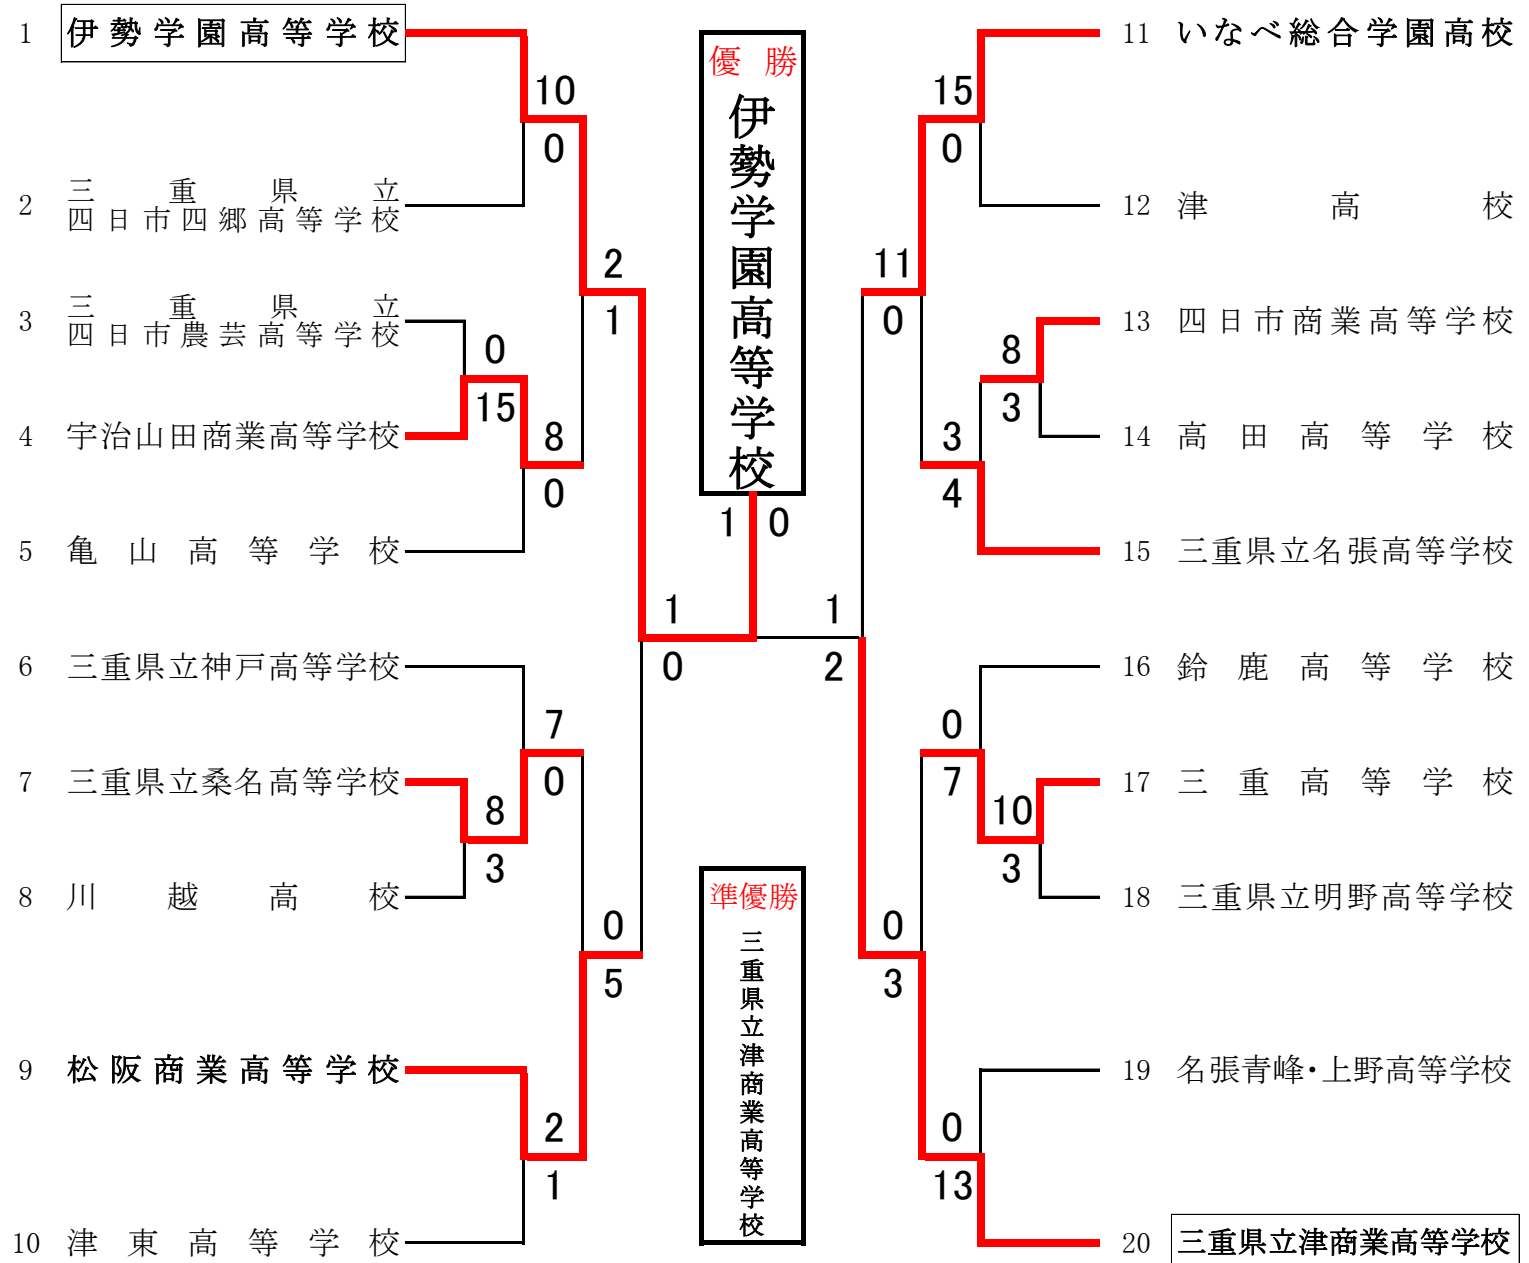 1 伊勢学園高等学校
10
0
2 三重県立
四日市四郷高等学校
2
1
3 三重県立
四日市農芸高等学校
0
15
4 宇治山田商業高等学校
8
0
5 亀山高等学校
1
0
6 三重県立神戸高等学校
7
0
7 三重県立桑名高等学校
8
3
8 川越高校
0
5
9 松阪商業高等学校
2
1
10 津東高等学校
優勝
伊勢学園高等学校
1 0
準優勝
三重県立津商業高等学校
11 いなべ総合学園高校
15
0
12 津高校
11
0
13 四日市商業高等学校
8
3
14 高田高等学校
3
4
15 三重県立名張高等学校
1
2
16 鈴鹿高等学校
0
7
17 三重高等学校
10
3
18 三重県立明野高等学校
0
3
19 名張青峰・上野高等学校
0
13
20 三重県立津商業高等学校